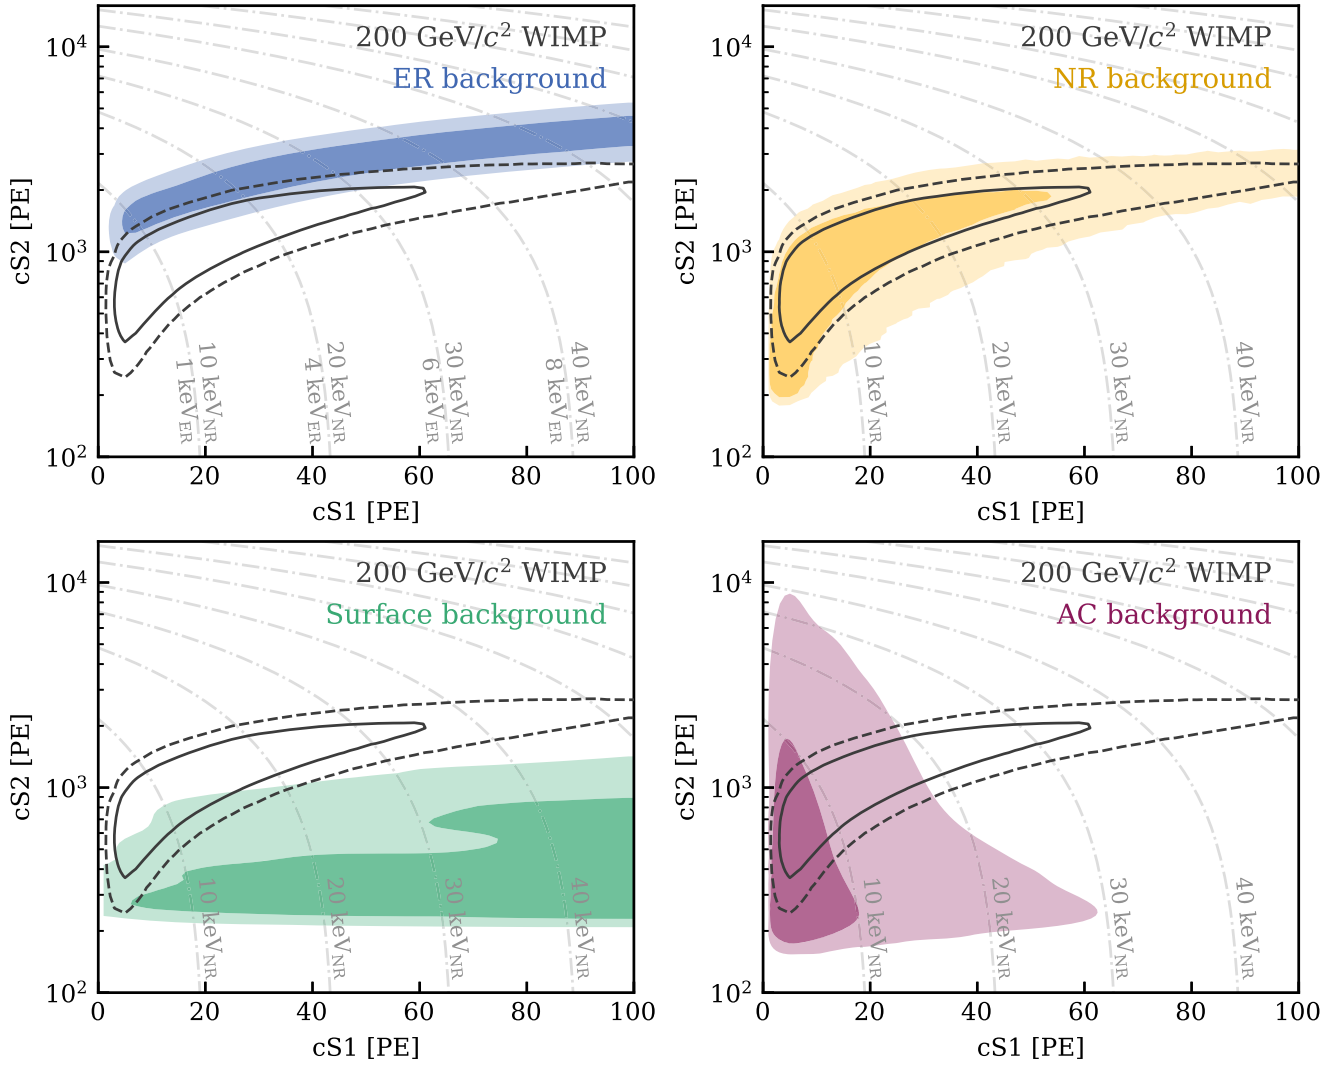 200 GeV/c² WIMP
ER background
10⁴
10³
10²
cS2 [PE]
1 keV_ER
10 keV_NR
4 keV_ER
20 keV_NR
6 keV_ER
30 keV_NR
8 keV_ER
40 keV_NR
0 20 40 60 80 100
cS1 [PE]
200 GeV/c² WIMP
NR background
10⁴
10³
10²
cS2 [PE]
10 keV_NR
20 keV_NR
30 keV_NR
40 keV_NR
0 20 40 60 80 100
cS1 [PE]
200 GeV/c² WIMP
Surface background
10⁴
10³
10²
cS2 [PE]
10 keV_NR
20 keV_NR
30 keV_NR
40 keV_NR
0 20 40 60 80 100
cS1 [PE]
200 GeV/c² WIMP
AC background
10⁴
10³
10²
cS2 [PE]
10 keV_NR
20 keV_NR
30 keV_NR
40 keV_NR
0 20 40 60 80 100
cS1 [PE]